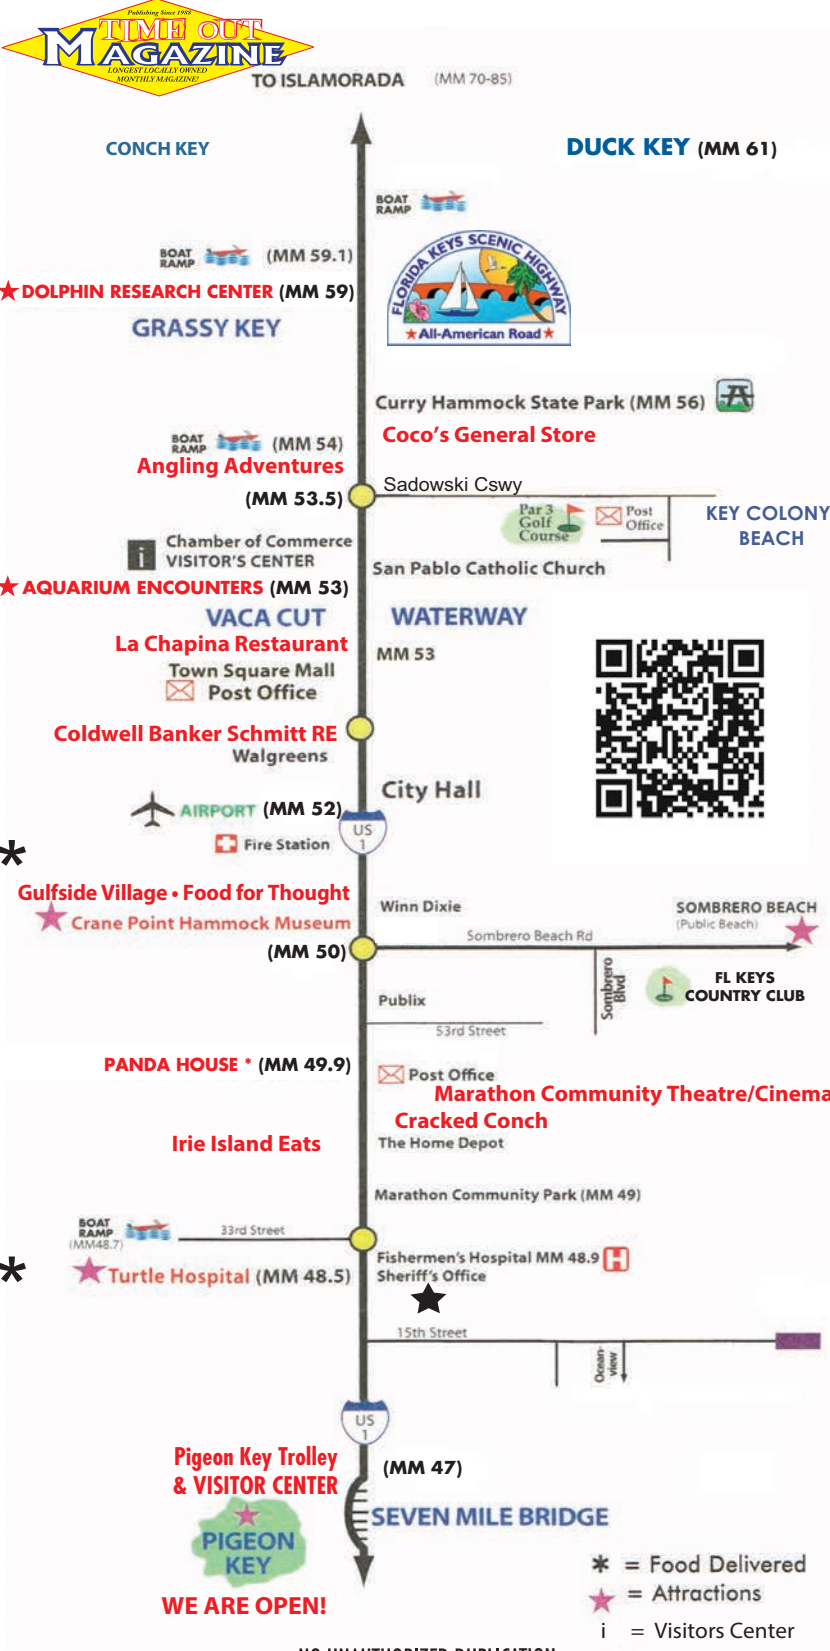 Publishing Since 1988
TIME OUT
MAGAZINE
LONGEST LOCALLY OWNED
MONTHLY MAGAZINE!
TO ISLAMORADA (MM 70-85)
CONCH KEY
DUCK KEY (MM 61)
BOAT
RAMP
BOAT
RAMP (MM 59.1)
FLORIDA KEYS SCENIC HIGHWAY
★ All-American Road ★
★ DOLPHIN RESEARCH CENTER (MM 59)
GRASSY KEY
Curry Hammock State Park (MM 56)
Coco's General Store
BOAT
RAMP (MM 54)
Angling Adventures
Sadowski Cswy
(MM 53.5)
Par 3
Golf
Course
Post
Office
KEY COLONY
BEACH
i
Chamber of Commerce
VISITOR'S CENTER
San Pablo Catholic Church
★ AQUARIUM ENCOUNTERS (MM 53)
VACA CUT WATERWAY
La Chapina Restaurant
MM 53
Town Square Mall
Post Office
Coldwell Banker Schmitt RE
Walgreens
City Hall
AIRPORT (MM 52)
US
1
Fire Station
*
Gulfside Village • Food for Thought
Winn Dixie
SOMBRERO BEACH
(Public Beach)
Crane Point Hammock Museum
Sombrero Beach Rd
(MM 50)
Sombrero
Blvd
FL KEYS
COUNTRY CLUB
Publix
53rd Street
PANDA HOUSE * (MM 49.9)
Post Office
Marathon Community Theatre/Cinema
Cracked Conch
Irie Island Eats
The Home Depot
Marathon Community Park (MM 49)
BOAT
RAMP
(MM48.7)
33rd Street
Fishermen's Hospital MM 48.9 H
Sheriff's Office
*
Turtle Hospital (MM 48.5)
15th Street
Ocean-
view
US
1
Pigeon Key Trolley
& VISITOR CENTER
(MM 47)
SEVEN MILE BRIDGE
PIGEON
KEY
WE ARE OPEN!
* = Food Delivered
★ = Attractions
i = Visitors Center
NO UNAUTHORIZED DUPLICATION